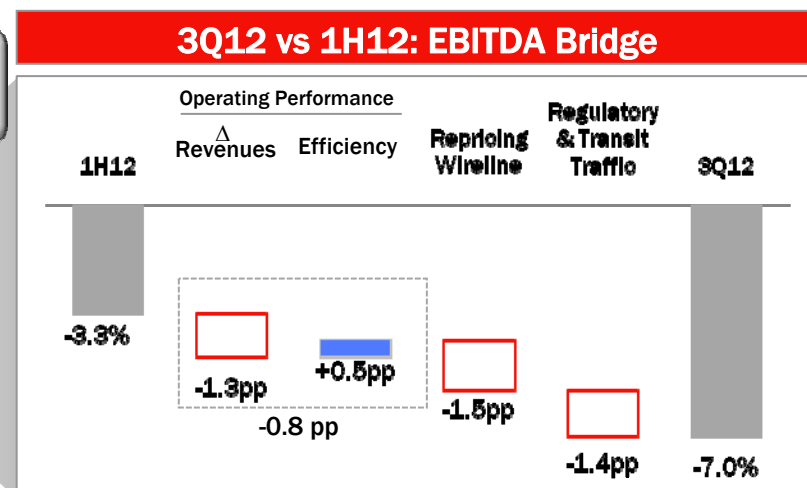 3Q12 vs 1H12: EBITDA Bridge
Operating Performance
1H12
Δ
Revenues
Efficiency
Repricing
Wireline
Regulatory
& Transit
Traffic
3Q12
-3.3%
-1.3pp
+0.5pp
-0.8 pp
-1.5pp
-1.4pp
-7.0%